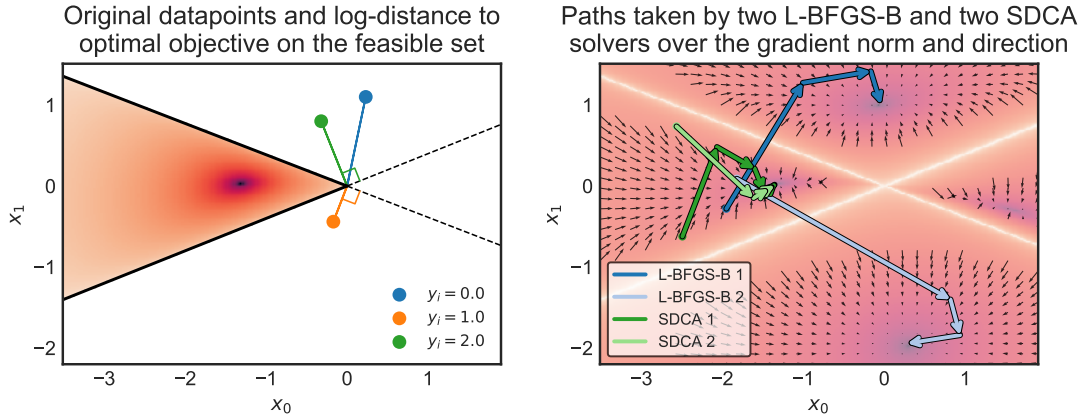 Original datapoints and log-distance to
optimal objective on the feasible set
1
0
−1
−2
x₁
−3
−2
−1
0
1
x₀
yᵢ = 0.0
yᵢ = 1.0
yᵢ = 2.0
Paths taken by two L-BFGS-B and two SDCA
solvers over the gradient norm and direction
1
0
−1
−2
x₁
−3
−2
−1
0
1
x₀
L-BFGS-B 1
L-BFGS-B 2
SDCA 1
SDCA 2